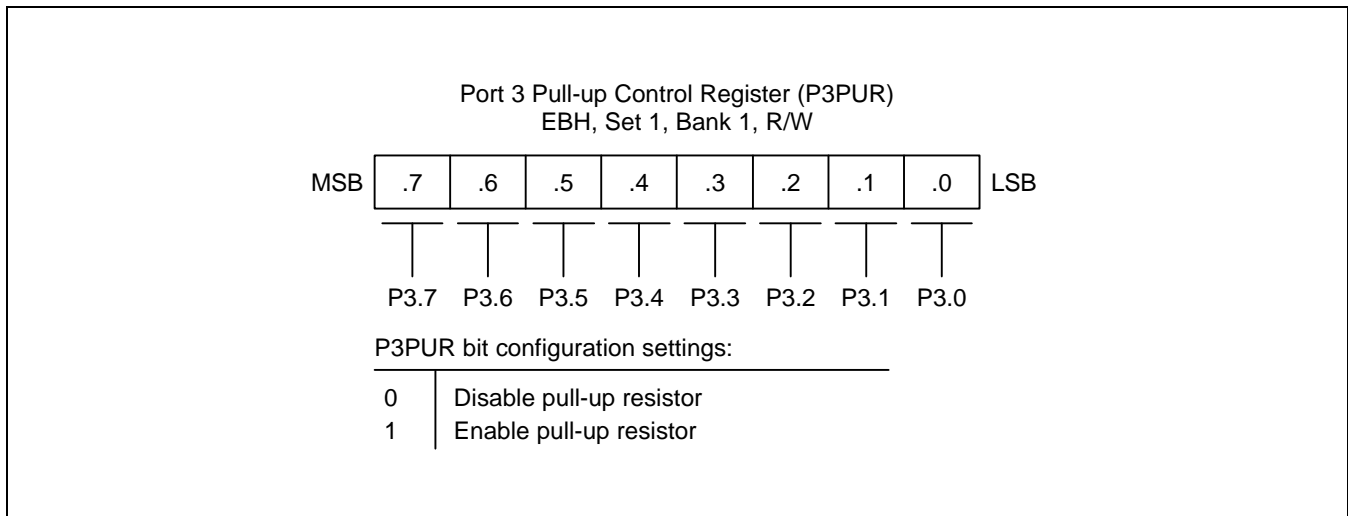 Port 3 Pull-up Control Register (P3PUR)
EBH, Set 1, Bank 1, R/W
MSB .7 .6 .5 .4 .3 .2 .1 .0 LSB
P3.7 P3.6 P3.5 P3.4 P3.3 P3.2 P3.1 P3.0
P3PUR bit configuration settings:
0 Disable pull-up resistor
1 Enable pull-up resistor